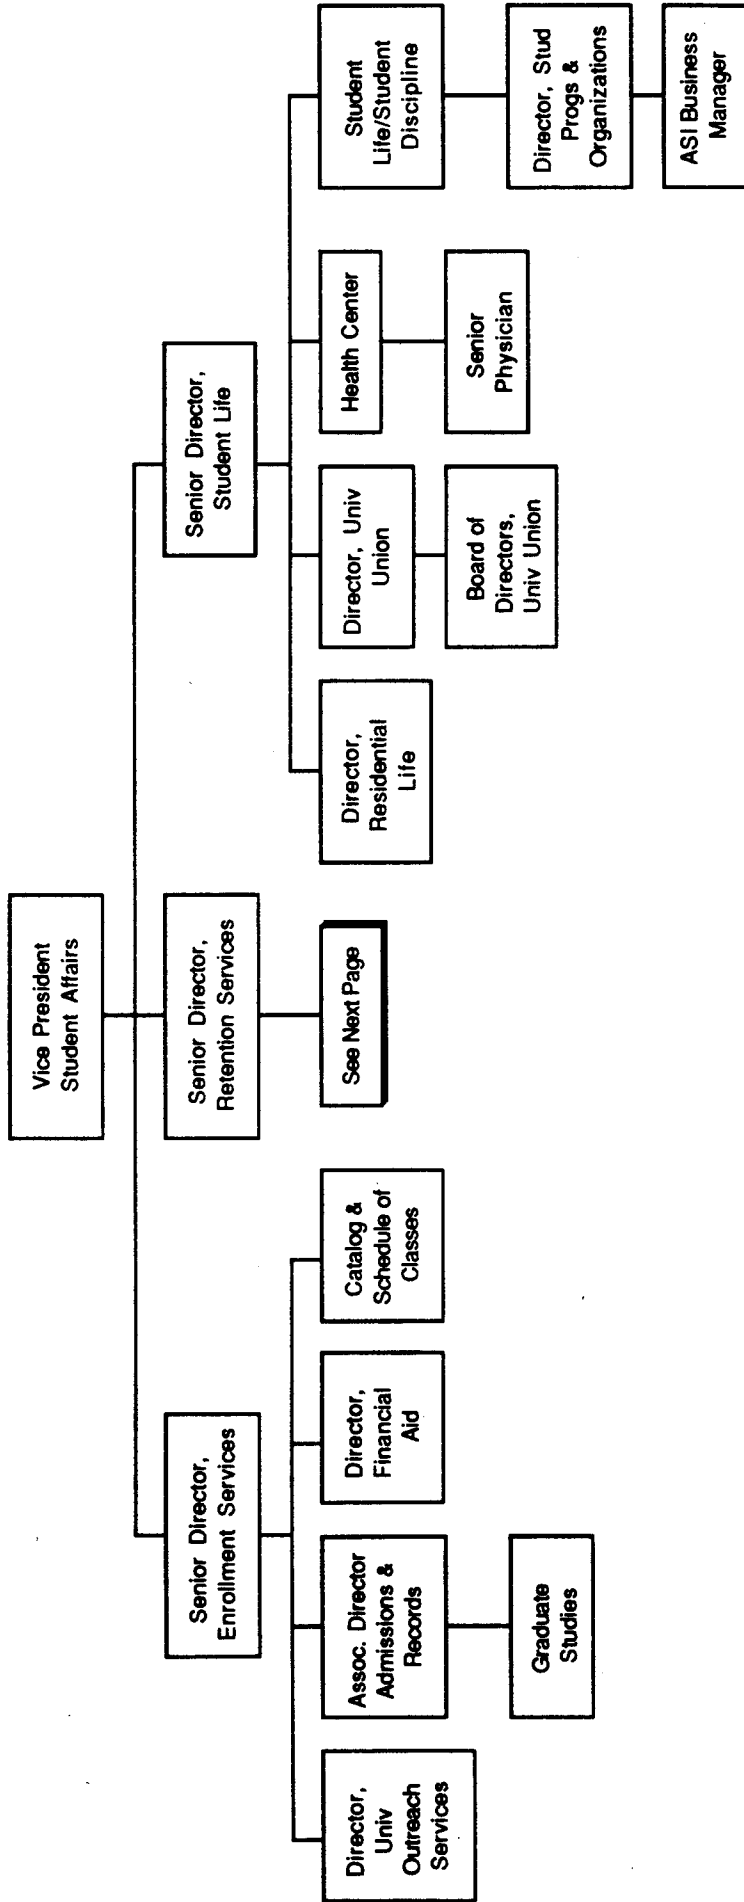 Vice President
Student Affairs
Senior Director,
Enrollment Services
Senior Director,
Retention Services
Senior Director,
Student Life
Director,
Univ
Outreach
Services
Assoc. Director
Admissions &
Records
Director,
Financial
Aid
Catalog &
Schedule of
Classes
See Next Page
Director,
Residential
Life
Director, Univ
Union
Health Center
Student
Life/Student
Discipline
Graduate
Studies
Board of
Directors,
Univ Union
Senior
Physician
Director, Stud
Progs &
Organizations
ASI Business
Manager